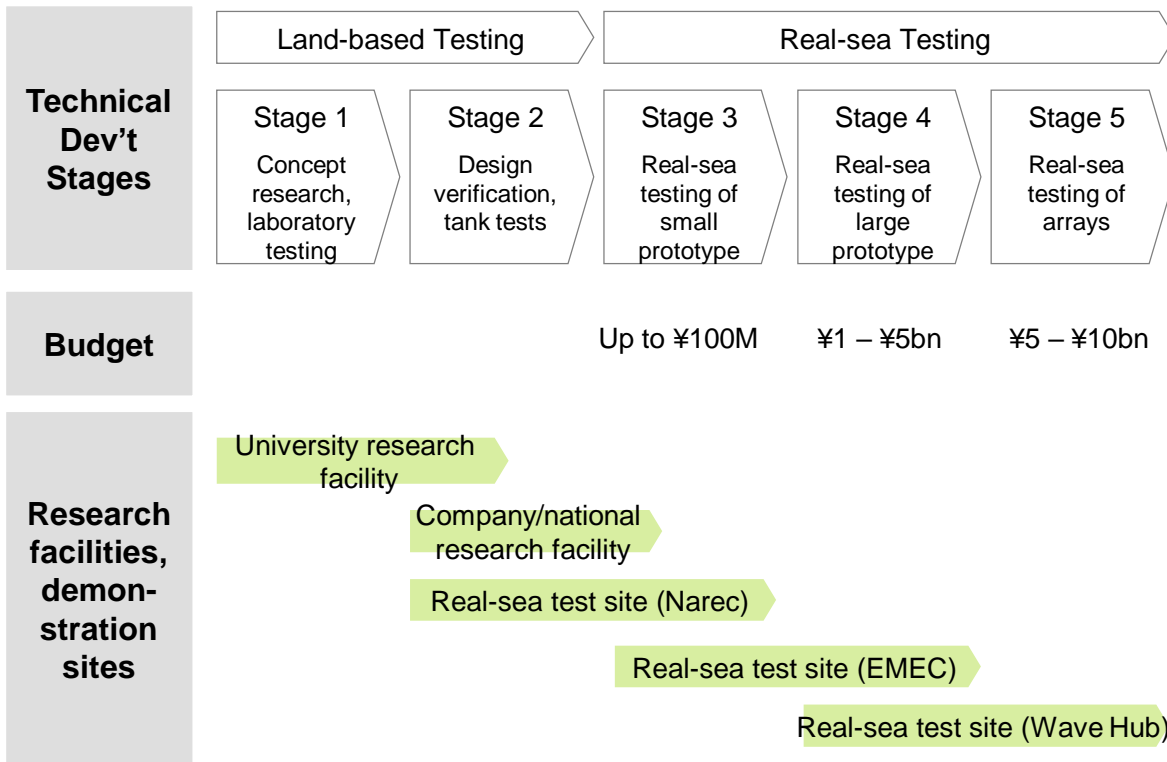 Technical
Dev't
Stages
Land-based Testing
Real-sea Testing
Stage 1
Concept
research,
laboratory
testing
Stage 2
Design
verification,
tank tests
Stage 3
Real-sea
testing of
small
prototype
Stage 4
Real-sea
testing of
large
prototype
Stage 5
Real-sea
testing of
arrays
Budget
Up to ¥100M
¥1 – ¥5bn
¥5 – ¥10bn
Research
facilities,
demon-
stration
sites
University research
facility
Company/national
research facility
Real-sea test site (Narec)
Real-sea test site (EMEC)
Real-sea test site (Wave Hub)